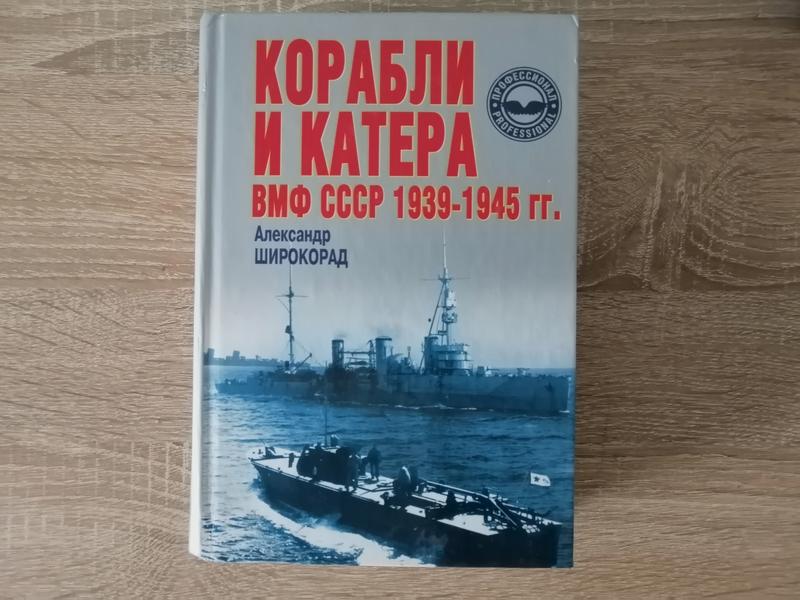 КОРАБЛИ
И КАТЕРА
ВМФ СССР 1939-1945 гг.
Александр
ШИРОКОРАД
ПРОФЕССИОНАЛ
PROFESSIONAL